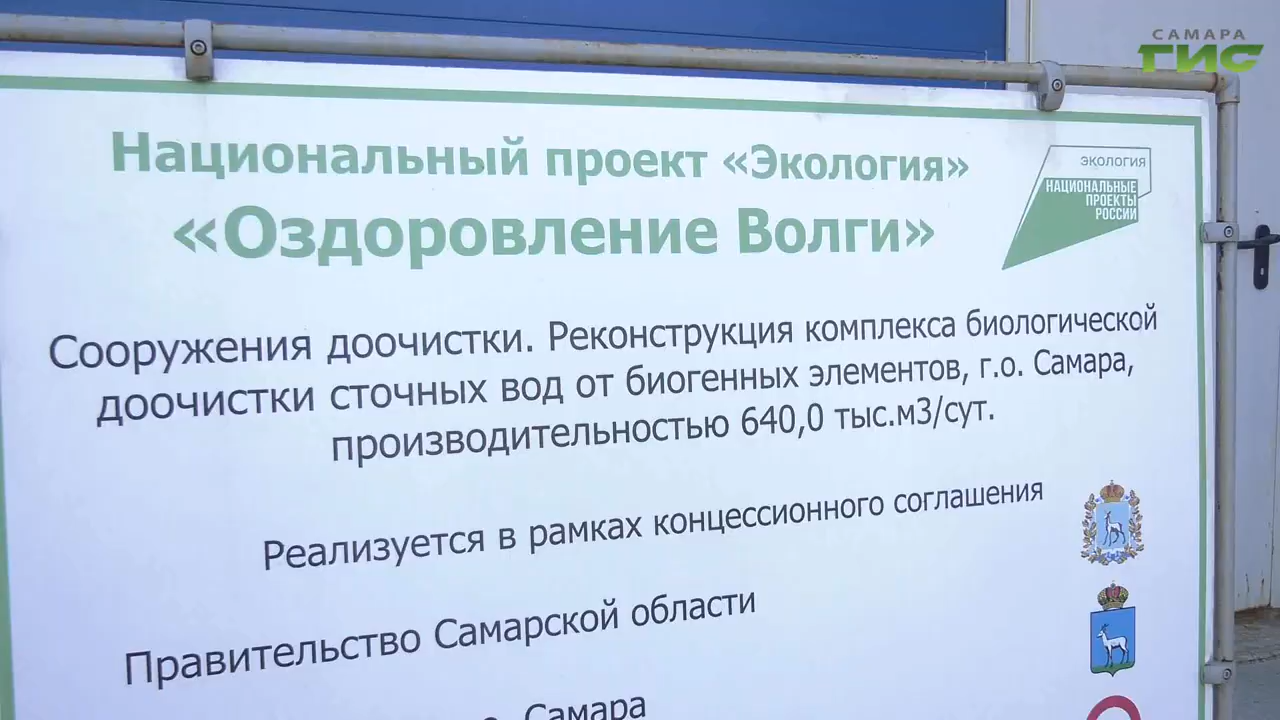 САМАРА
ГИС
Национальный проект «Экология»
«Оздоровление Волги»
ЭКОЛОГИЯ
НАЦИОНАЛЬНЫЕ
ПРОЕКТЫ
РОССИИ
Сооружения доочистки. Реконструкция комплекса биологической
доочистки сточных вод от биогенных элементов, г.о. Самара,
производительностью 640,0 тыс.м3/сут.
Реализуется в рамках концессионного соглашения
Правительство Самарской области
Самара